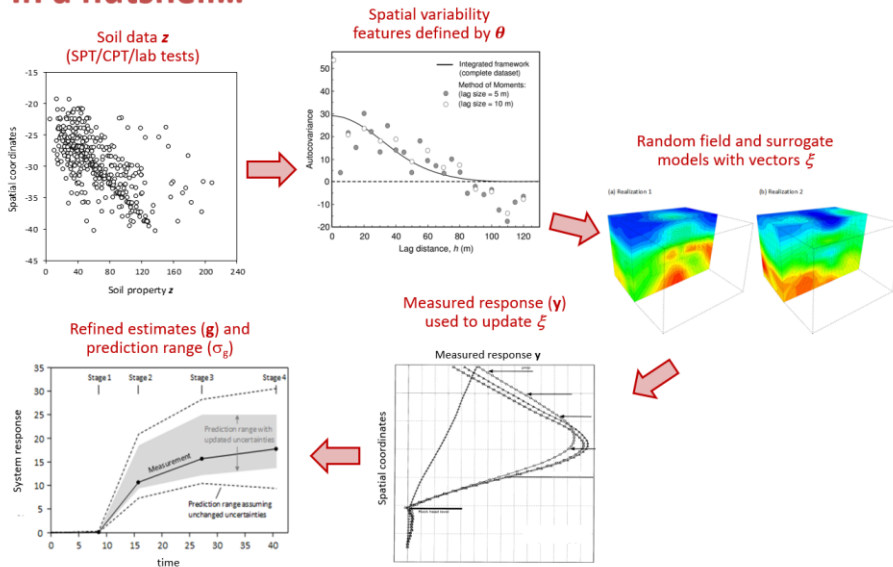 In a nutshell...
Soil data z
(SPT/CPT/lab tests)
Spatial coordinates
-15
-20
-25
-30
-35
-40
-45
0 40 80 120 160 200 240
Soil property z
Spatial variability
features defined by θ
Autocovariance
60
50
40
30
20
10
0
-10
-20
Integrated framework
(complete dataset)
Method of Moments:
(lag size = 5 m)
(lag size = 10 m)
0 20 40 60 80 100 120
Lag distance, h (m)
Random field and surrogate
models with vectors ξ
(a) Realization 1
(b) Realization 2
Measured response (y)
used to update ξ
Measured response y
Spatial coordinates
Refined estimates (g) and
prediction range (σg)
System response
35
30
25
20
15
10
5
0
Stage 1 Stage 2 Stage 3 Stage 4
Prediction range with
updated uncertainties
Measurement
Prediction range assuming
unchanged uncertainties
0 5 10 15 20 25 30 35 40
time